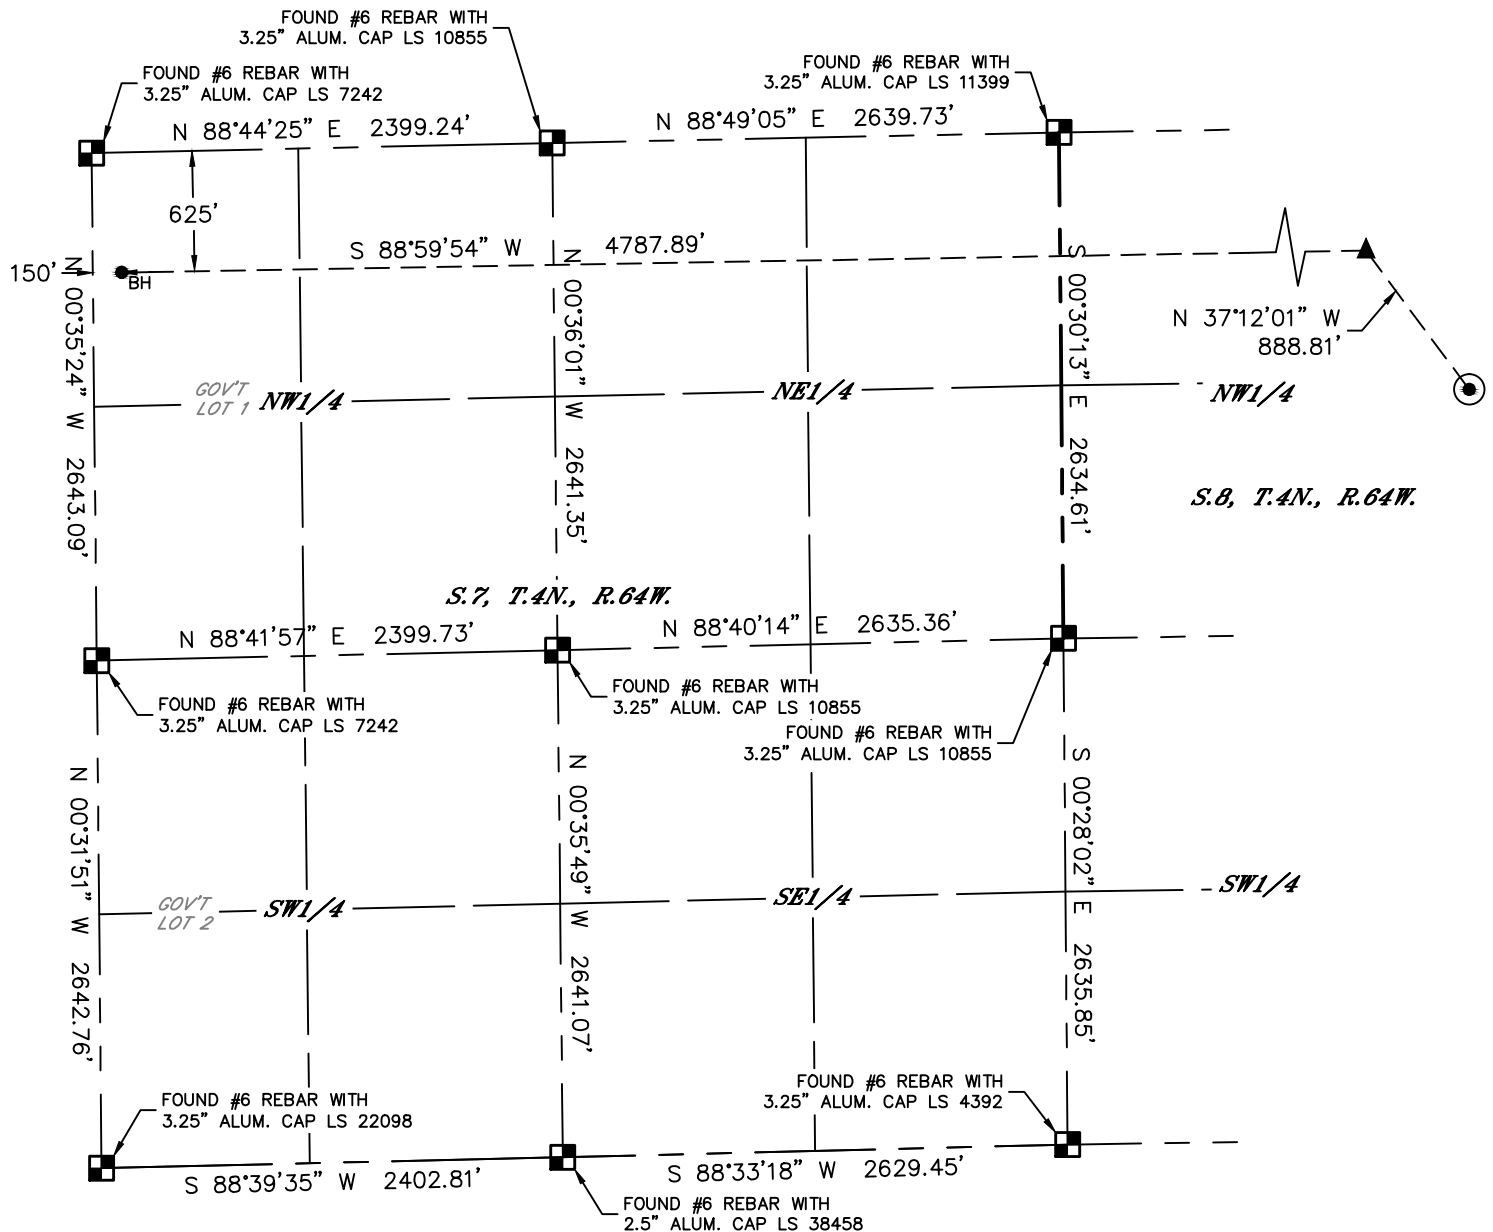 FOUND #6 REBAR WITH
3.25" ALUM. CAP LS 10855
FOUND #6 REBAR WITH
3.25" ALUM. CAP LS 7242
FOUND #6 REBAR WITH
3.25" ALUM. CAP LS 11399
N 88°44'25" E 2399.24'
N 88°49'05" E 2639.73'
625'
S 88°59'54" W 4787.89'
150'
BH
N 00°35'24" W 2643.09'
N 00°36'01" W 2641.35'
S 00°30'13" E 2634.61'
N 37°12'01" W
888.81'
GOV'T
LOT 1
NW1/4
NE1/4
NW1/4
S.8, T.4N., R.64W.
S.7, T.4N., R.64W.
N 88°41'57" E 2399.73'
N 88°40'14" E 2635.36'
FOUND #6 REBAR WITH
3.25" ALUM. CAP LS 7242
FOUND #6 REBAR WITH
3.25" ALUM. CAP LS 10855
FOUND #6 REBAR WITH
3.25" ALUM. CAP LS 10855
N 00°31'51" W 2642.76'
N 00°35'49" W 2641.07'
S 00°28'02" E 2635.85'
GOV'T
LOT 2
SW1/4
SE1/4
SW1/4
FOUND #6 REBAR WITH
3.25" ALUM. CAP LS 22098
FOUND #6 REBAR WITH
3.25" ALUM. CAP LS 4392
S 88°39'35" W 2402.81'
S 88°33'18" W 2629.45'
FOUND #6 REBAR WITH
2.5" ALUM. CAP LS 38458